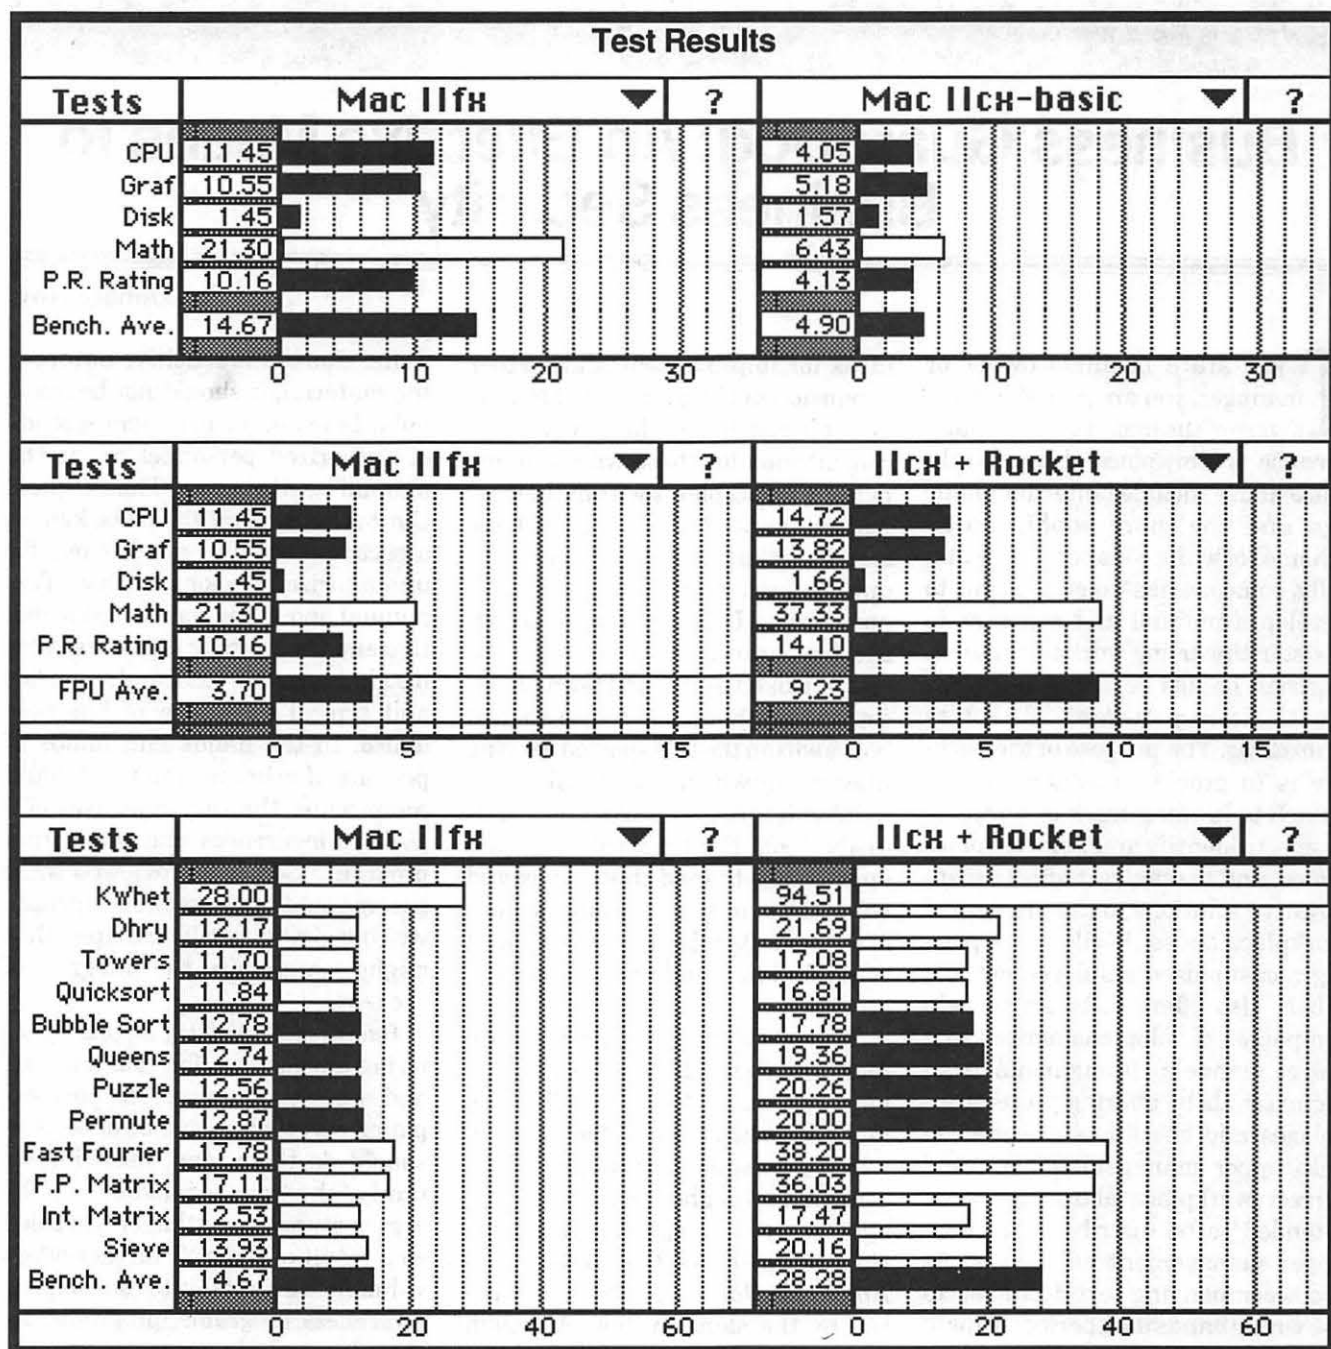 Test Results
Tests Mac IIfx ? Mac IIcx-basic ?
CPU 11.45 4.05
Graf 10.55 5.18
Disk 1.45 1.57
Math 21.30 6.43
P.R. Rating 10.16 4.13
Bench. Ave. 14.67 4.90
0 10 20 30 0 10 20 30
Tests Mac IIfx ? IIcx + Rocket ?
CPU 11.45 14.72
Graf 10.55 13.82
Disk 1.45 1.66
Math 21.30 37.33
P.R. Rating 10.16 14.10
FPU Ave. 3.70 9.23
0 5 10 15 0 5 10 15
Tests Mac IIfx ? IIcx + Rocket ?
KWhet 28.00 94.51
Dhry 12.17 21.69
Towers 11.70 17.08
Quicksort 11.84 16.81
Bubble Sort 12.78 17.78
Queens 12.74 19.36
Puzzle 12.56 20.26
Permute 12.87 20.00
Fast Fourier 17.78 38.20
F.P. Matrix 17.11 36.03
Int. Matrix 12.53 17.47
Sieve 13.93 20.16
Bench. Ave. 14.67 28.28
0 20 40 60 0 20 40 60